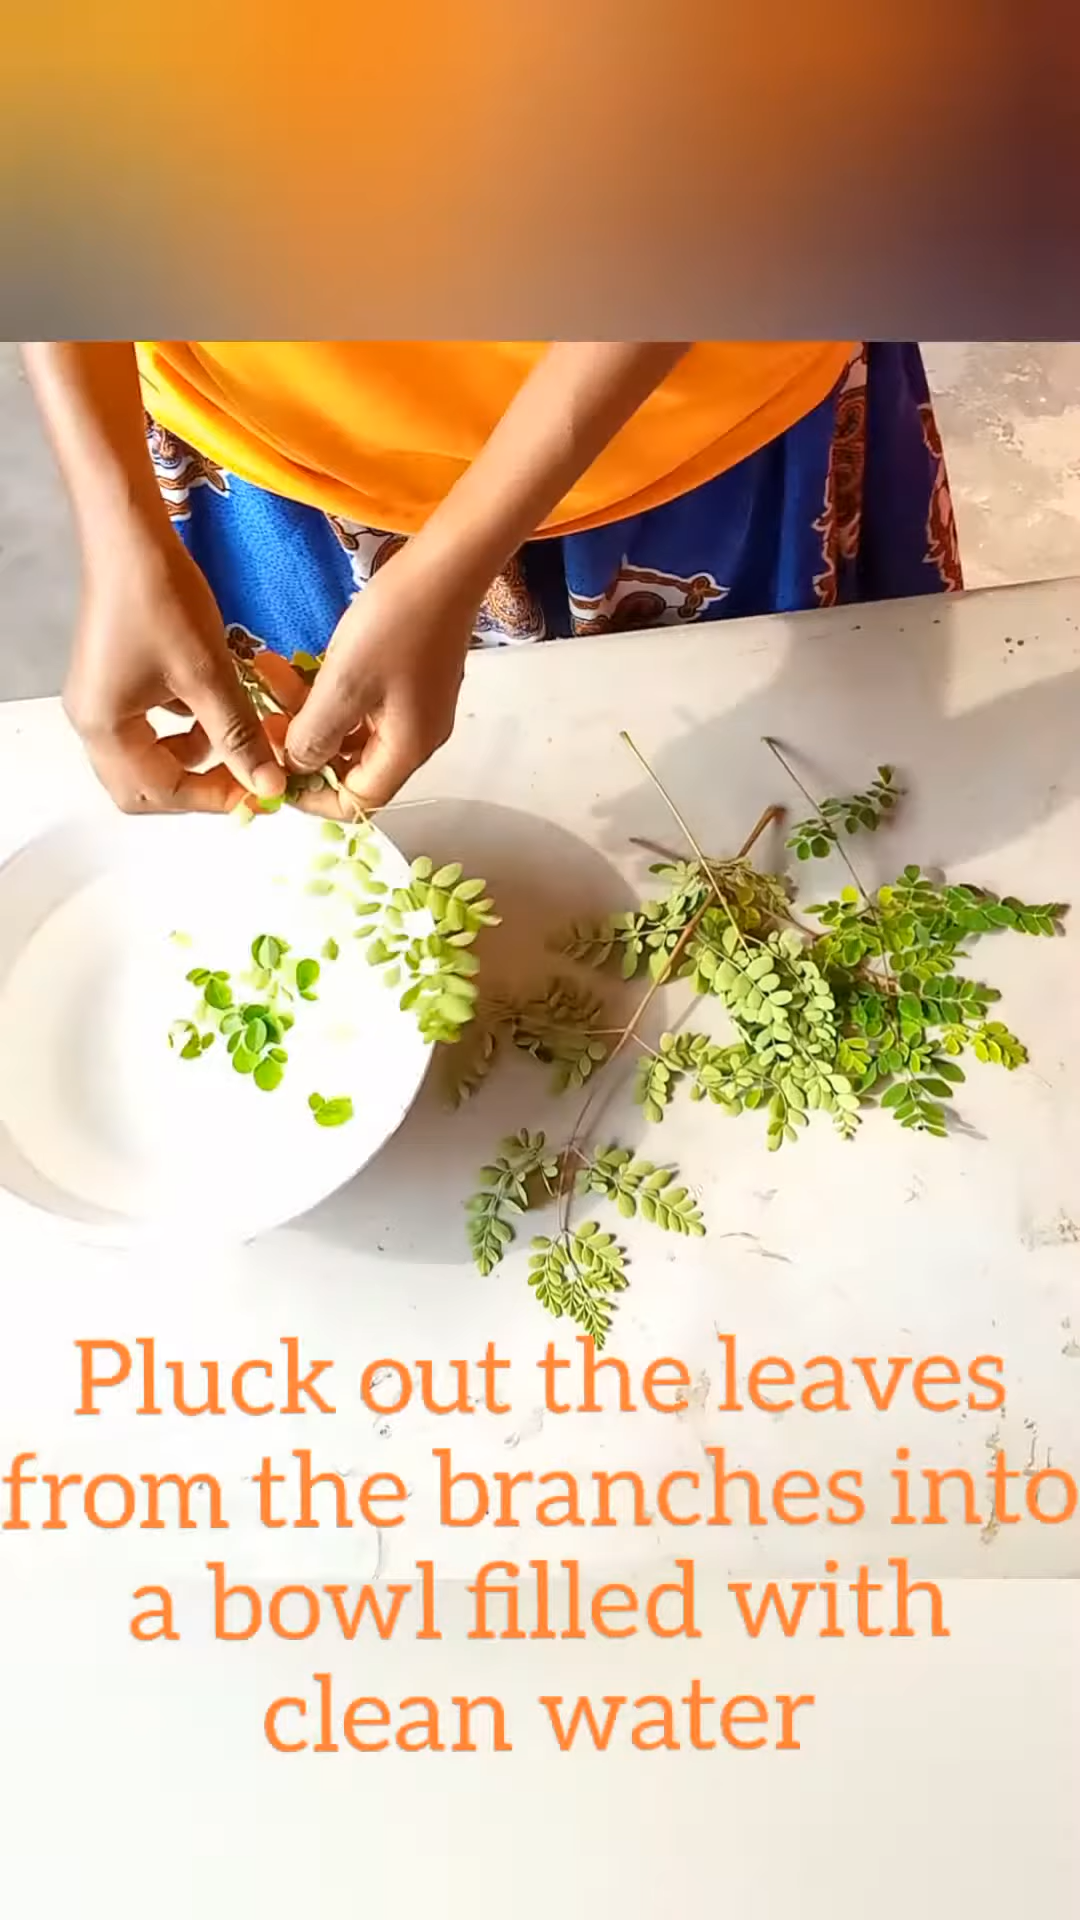 Pluck out the leaves
from the branches into
a bowl filled with
clean water